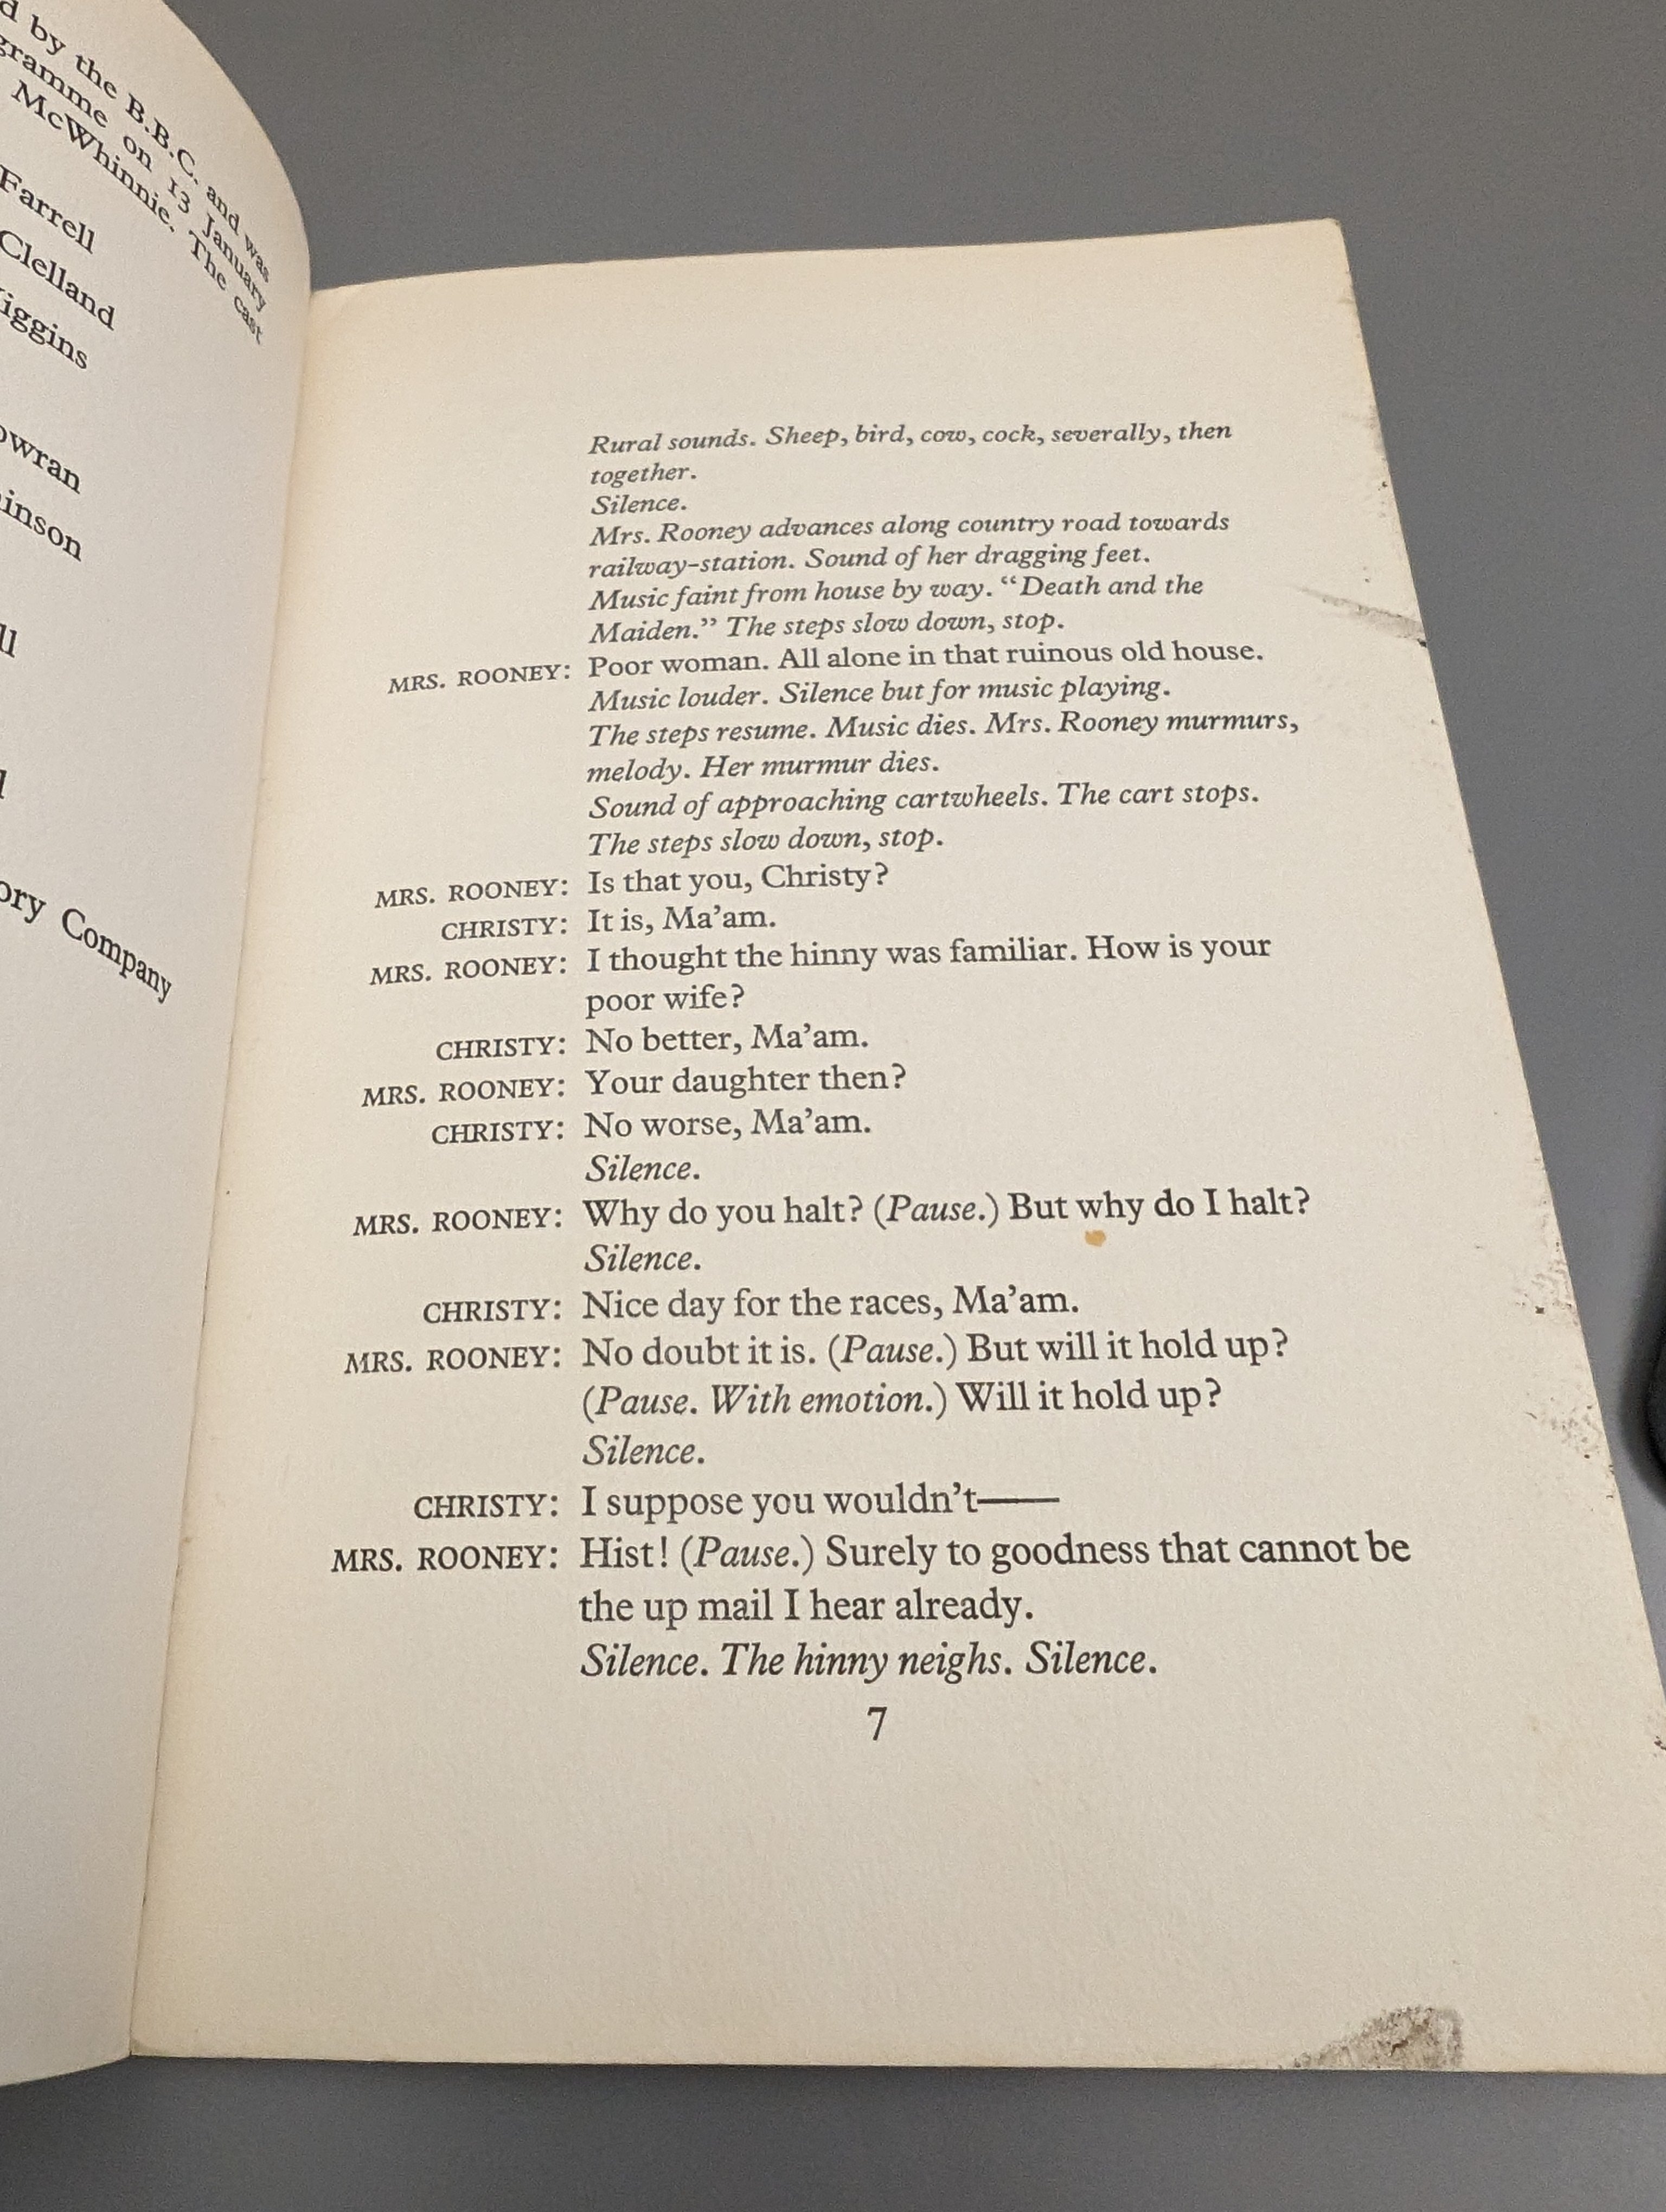 d by the B.B.C. and was
gramme on 13 January
McWhinnie. The cast
Farrell
Clelland
iggins
owran
inson
ll
l
ory Company
Rural sounds. Sheep, bird, cow, cock, severally, then
together.
Silence.
Mrs. Rooney advances along country road towards
railway-station. Sound of her dragging feet.
Music faint from house by way. “Death and the
Maiden.” The steps slow down, stop.
MRS. ROONEY: Poor woman. All alone in that ruinous old house.
Music louder. Silence but for music playing.
The steps resume. Music dies. Mrs. Rooney murmurs,
melody. Her murmur dies.
Sound of approaching cartwheels. The cart stops.
The steps slow down, stop.
MRS. ROONEY: Is that you, Christy?
CHRISTY: It is, Ma’am.
MRS. ROONEY: I thought the hinny was familiar. How is your
poor wife?
CHRISTY: No better, Ma’am.
MRS. ROONEY: Your daughter then?
CHRISTY: No worse, Ma’am.
Silence.
MRS. ROONEY: Why do you halt? (Pause.) But why do I halt?
Silence.
CHRISTY: Nice day for the races, Ma’am.
MRS. ROONEY: No doubt it is. (Pause.) But will it hold up?
(Pause. With emotion.) Will it hold up?
Silence.
CHRISTY: I suppose you wouldn’t——
MRS. ROONEY: Hist! (Pause.) Surely to goodness that cannot be
the up mail I hear already.
Silence. The hinny neighs. Silence.
7